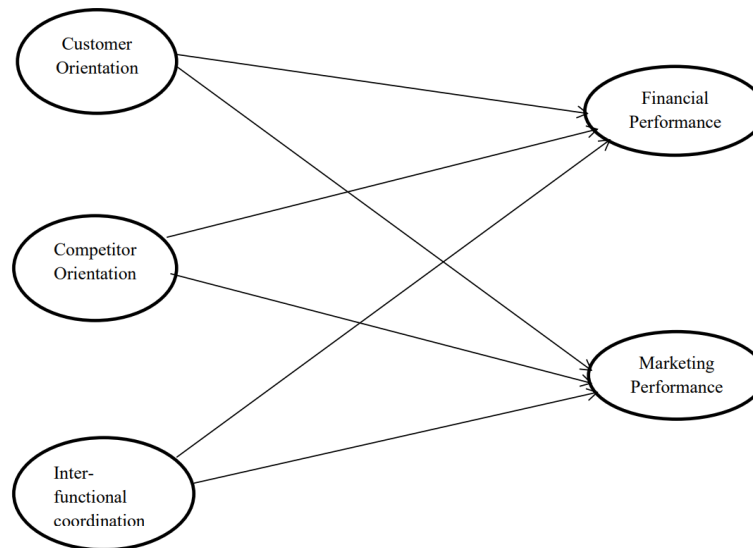 Customer
Orientation
Financial
Performance
Competitor
Orientation
Marketing
Performance
Inter-
functional
coordination